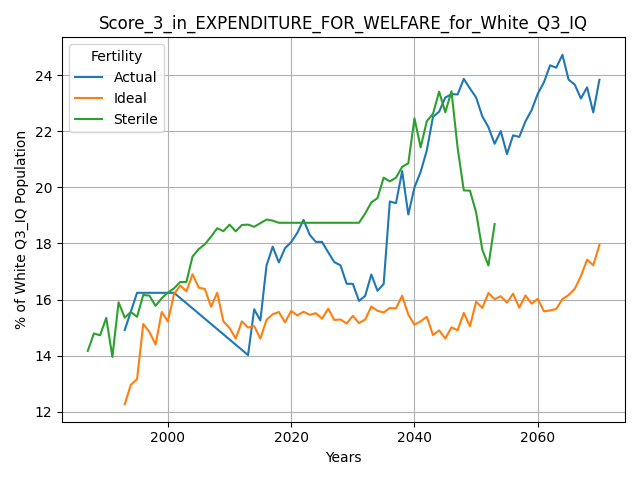 Score_3_in_EXPENDITURE_FOR_WELFARE_for_White_Q3_IQ
Fertility
Actual
Ideal
Sterile
% of White Q3_IQ Population
24
22
20
18
16
14
12
2000
2020
2040
2060
Years